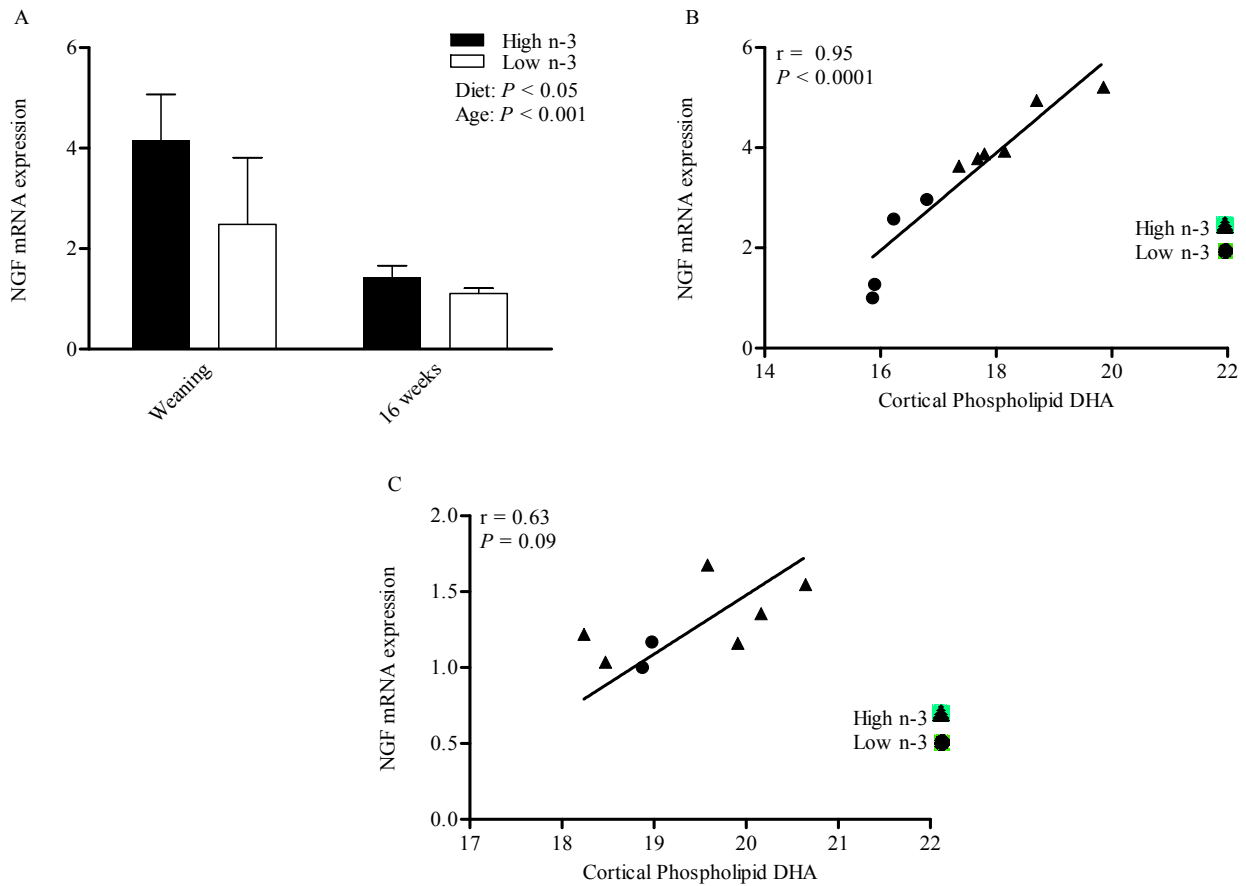 A
NGF mRNA expression
6
4
2
0
High n-3
Low n-3
Diet: P < 0.05
Age: P < 0.001
Weaning
16 weeks
B
NGF mRNA expression
6
4
2
0
r = 0.95
P < 0.0001
High n-3
Low n-3
14 16 18 20 22
Cortical Phospholipid DHA
C
NGF mRNA expression
2.0
1.5
1.0
0.5
0.0
r = 0.63
P = 0.09
High n-3
Low n-3
17 18 19 20 21 22
Cortical Phospholipid DHA